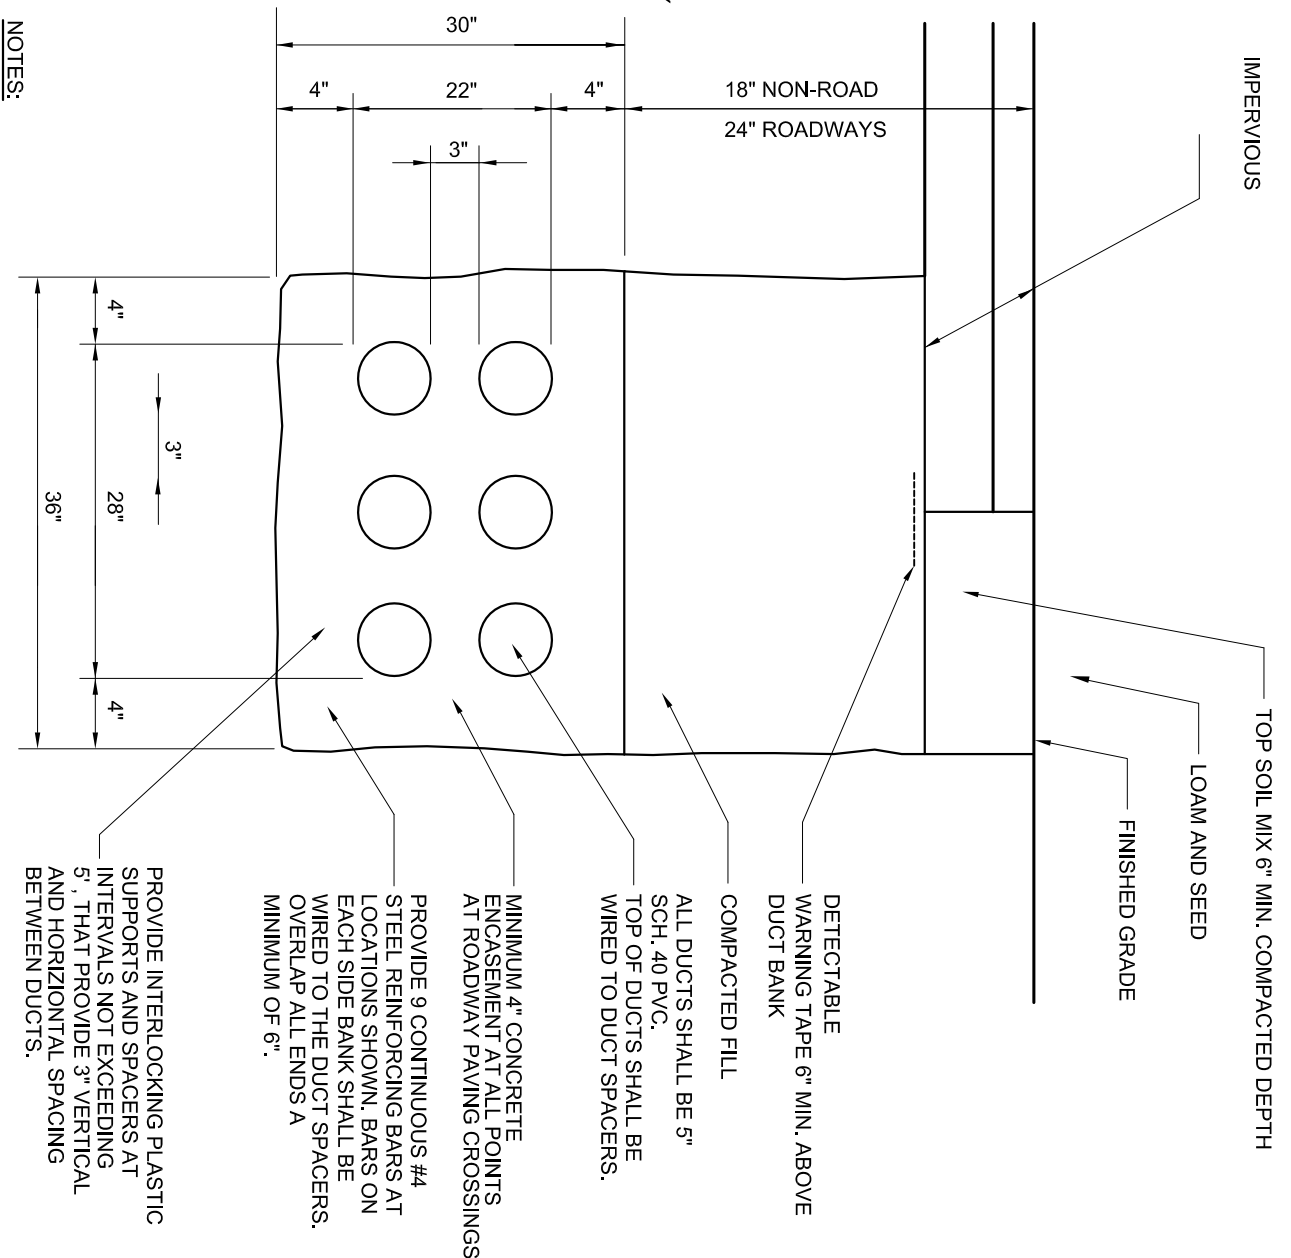 IMPERVIOUS
TOP SOIL MIX 6" MIN. COMPACTED DEPTH
LOAM AND SEED
FINISHED GRADE
18" NON-ROAD
24" ROADWAYS
30"
4"
22"
4"
3"
DETECTABLE
WARNING TAPE 6" MIN. ABOVE
DUCT BANK
COMPACTED FILL
ALL DUCTS SHALL BE 5"
SCH. 40 PVC.
TOP OF DUCTS SHALL BE
WIRED TO DUCT SPACERS.
MINIMUM 4" CONCRETE
ENCASEMENT AT ALL POINTS
AT ROADWAY PAVING CROSSINGS
PROVIDE 9 CONTINUOUS #4
STEEL REINFORCING BARS AT
LOCATIONS SHOWN. BARS ON
EACH SIDE BANK SHALL BE
WIRED TO THE DUCT SPACERS.
OVERLAP ALL ENDS A
MINIMUM OF 6".
PROVIDE INTERLOCKING PLASTIC
SUPPORTS AND SPACERS AT
INTERVALS NOT EXCEEDING
5', THAT PROVIDE 3" VERTICAL
AND HORIZIONTAL SPACING
BETWEEN DUCTS.
3"
4"
28"
4"
36"
NOTES: